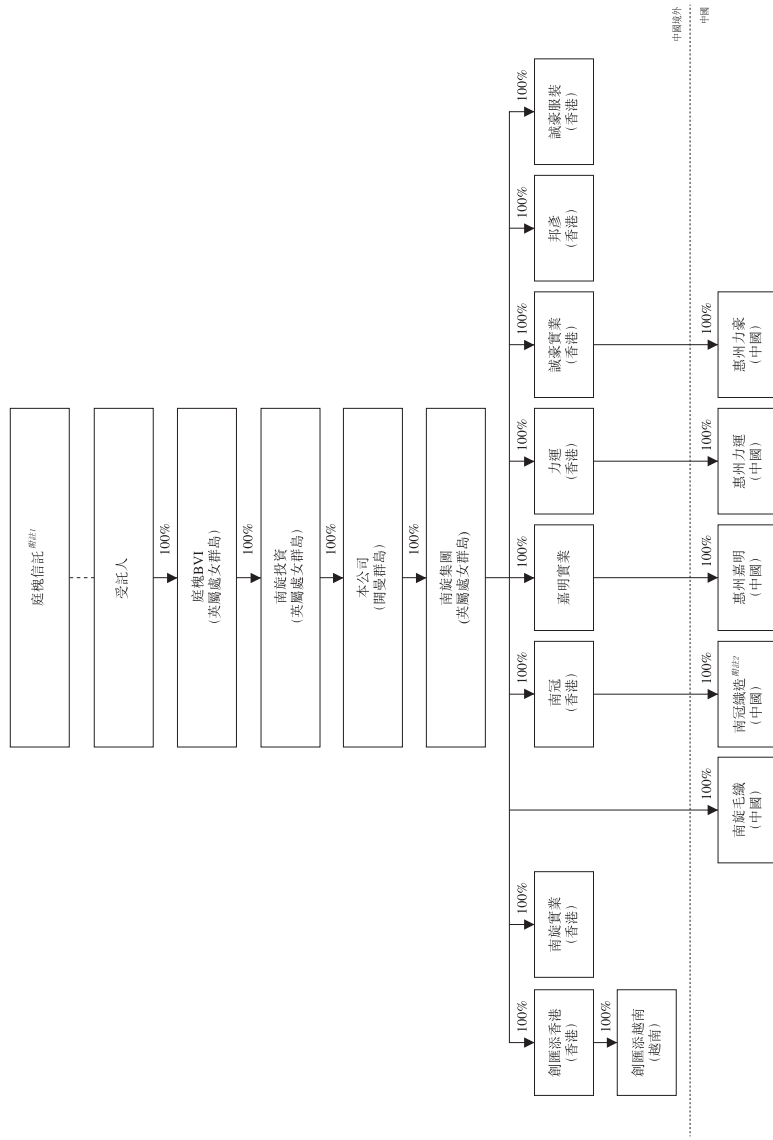 庭槐信託附註1
受託人
100%
庭槐BVI
(英屬處女群島)
100%
南旋投資
(英屬處女群島)
100%
本公司
(開曼群島)
100%
南旋集團
(英屬處女群島)
100%
創匯添香港
(香港)
100%
南旋實業
(香港)
100%
南冠
(香港)
100%
嘉明實業
100%
力運
(香港)
100%
誠豪實業
(香港)
100%
邦彥
(香港)
100%
誠豪服裝
(香港)
100%
創匯添越南
(越南)
中國境外
中國
100%
南旋毛織
(中國)
100%
南冠織造附註2
(中國)
100%
惠州嘉明
(中國)
100%
惠州力運
(中國)
100%
惠州力豪
(中國)